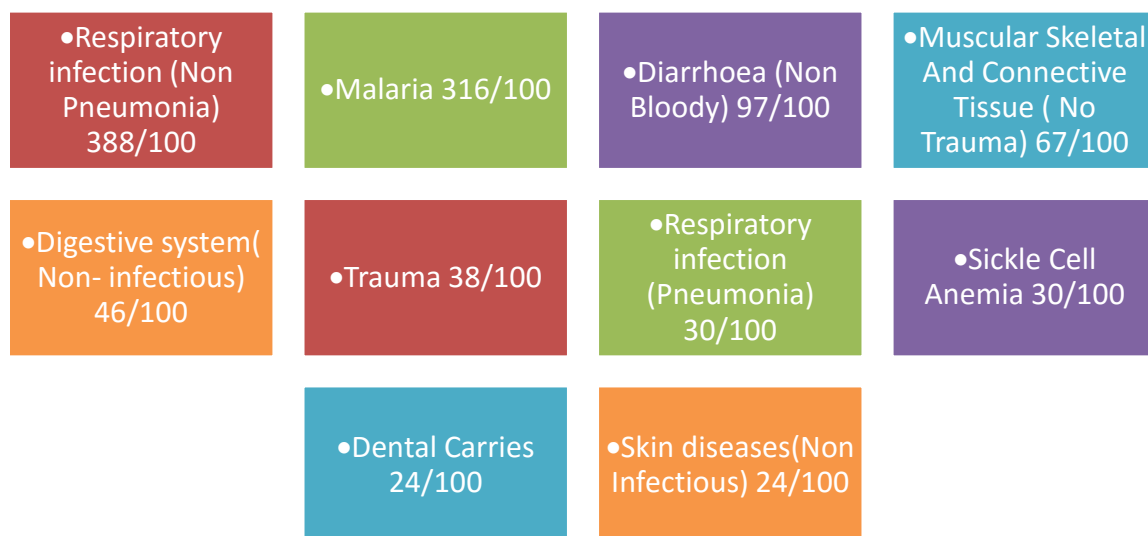 •Respiratory
infection (Non
Pneumonia)
388/100
•Malaria 316/100
•Diarrhoea (Non
Bloody) 97/100
•Muscular Skeletal
And Connective
Tissue ( No
Trauma) 67/100
•Digestive system(
Non- infectious)
46/100
•Trauma 38/100
•Respiratory
infection
(Pneumonia)
30/100
•Sickle Cell
Anemia 30/100
•Dental Carries
24/100
•Skin diseases(Non
Infectious) 24/100